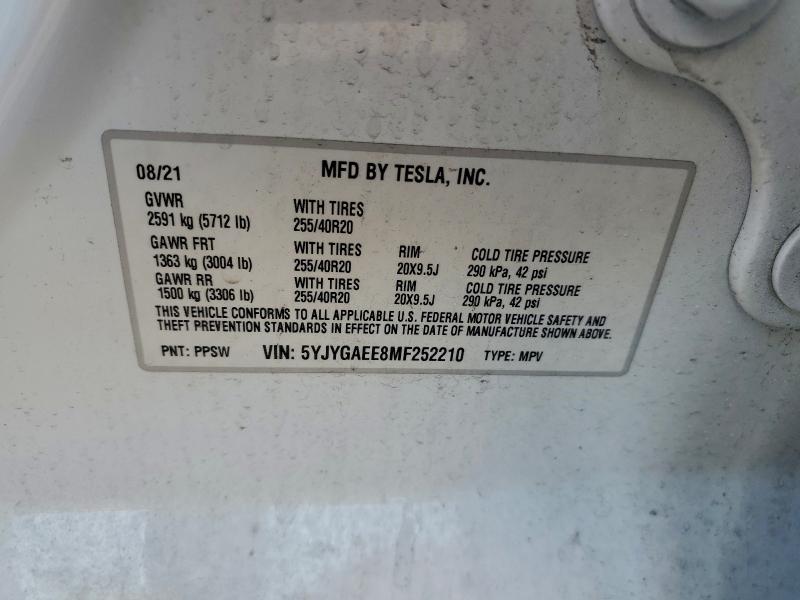 08/21 MFD BY TESLA, INC.
GVWR WITH TIRES
2591 kg (5712 lb) 255/40R20
GAWR FRT WITH TIRES RIM COLD TIRE PRESSURE
1363 kg (3004 lb) 255/40R20 20X9.5J 290 kPa, 42 psi
GAWR RR WITH TIRES RIM COLD TIRE PRESSURE
1500 kg (3306 lb) 255/40R20 20X9.5J 290 kPa, 42 psi
THIS VEHICLE CONFORMS TO ALL APPLICABLE U.S. FEDERAL MOTOR VEHICLE SAFETY AND
THEFT PREVENTION STANDARDS IN EFFECT ON THE DATE OF MANUFACTURE SHOWN ABOVE.
PNT: PPSW VIN: 5YJYGAEE8MF252210 TYPE: MPV